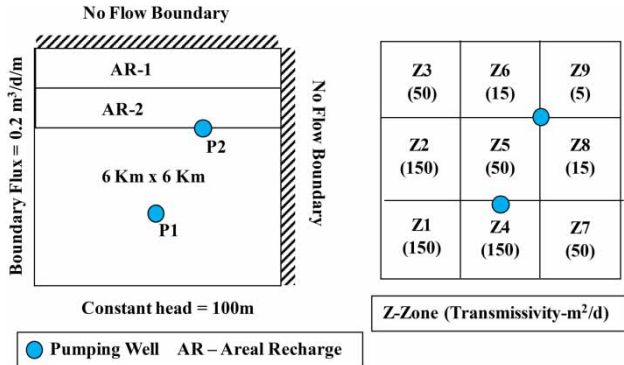 No Flow Boundary
AR-1
AR-2
P2
6 Km x 6 Km
P1
Boundary Flux = 0.2 m³/d/m
No Flow Boundary
Constant head = 100m
Z3
(50)
Z6
(15)
Z9
(5)
Z2
(150)
Z5
(50)
Z8
(15)
Z1
(150)
Z4
(150)
Z7
(50)
Z-Zone (Transmissivity-m²/d)
Pumping Well AR – Areal Recharge